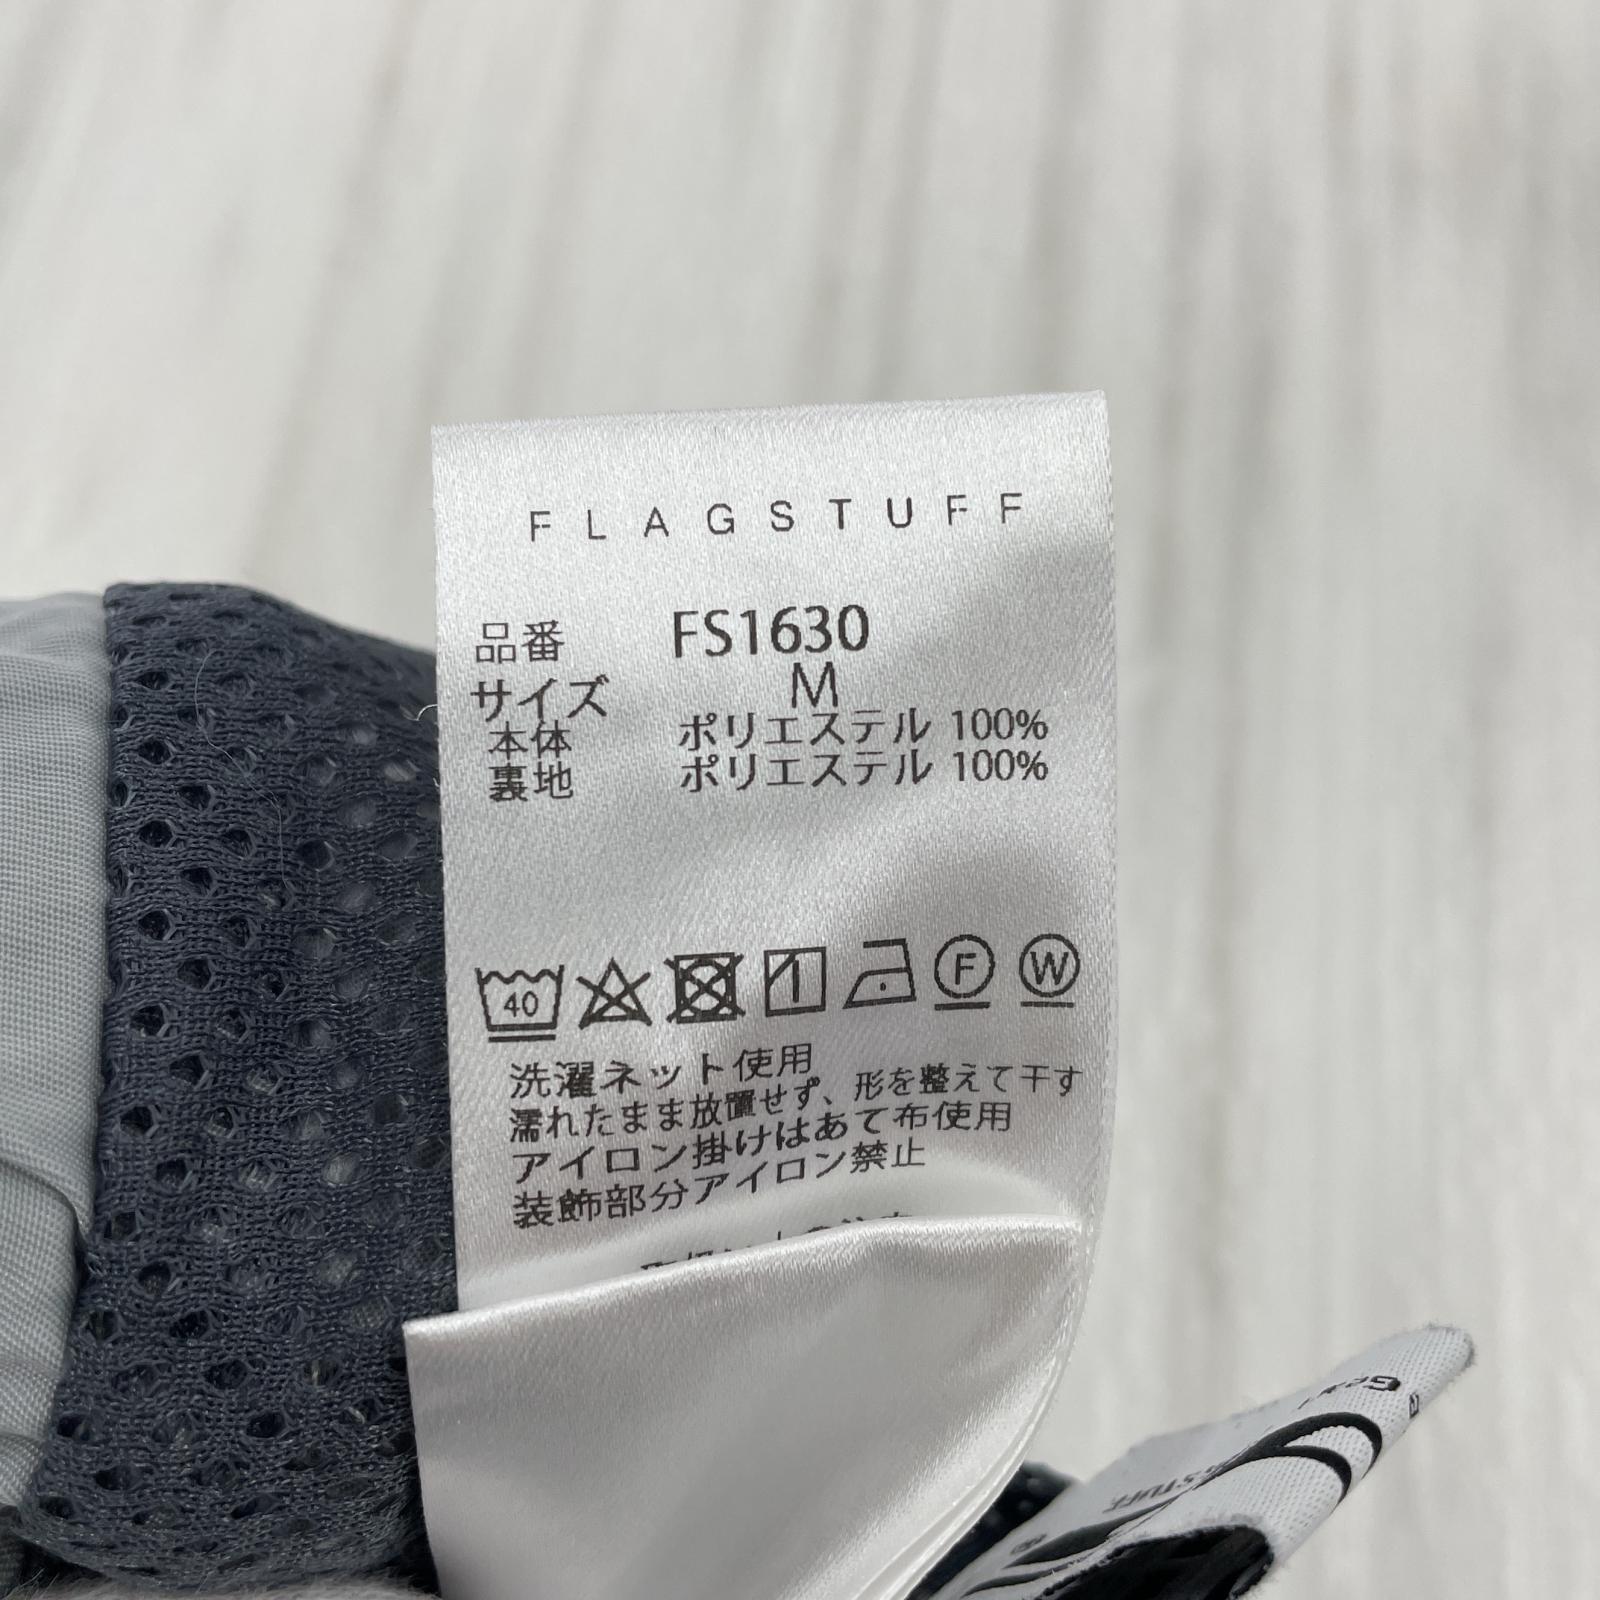 FLAGSTUFF
品番 FS1630
サイズ M
本体 ポリエステル 100%
裏地 ポリエステル 100%
40 F W
洗濯ネット使用
濡れたまま放置せず、形を整えて干す
アイロン掛けはあて布使用
装飾部分アイロン禁止